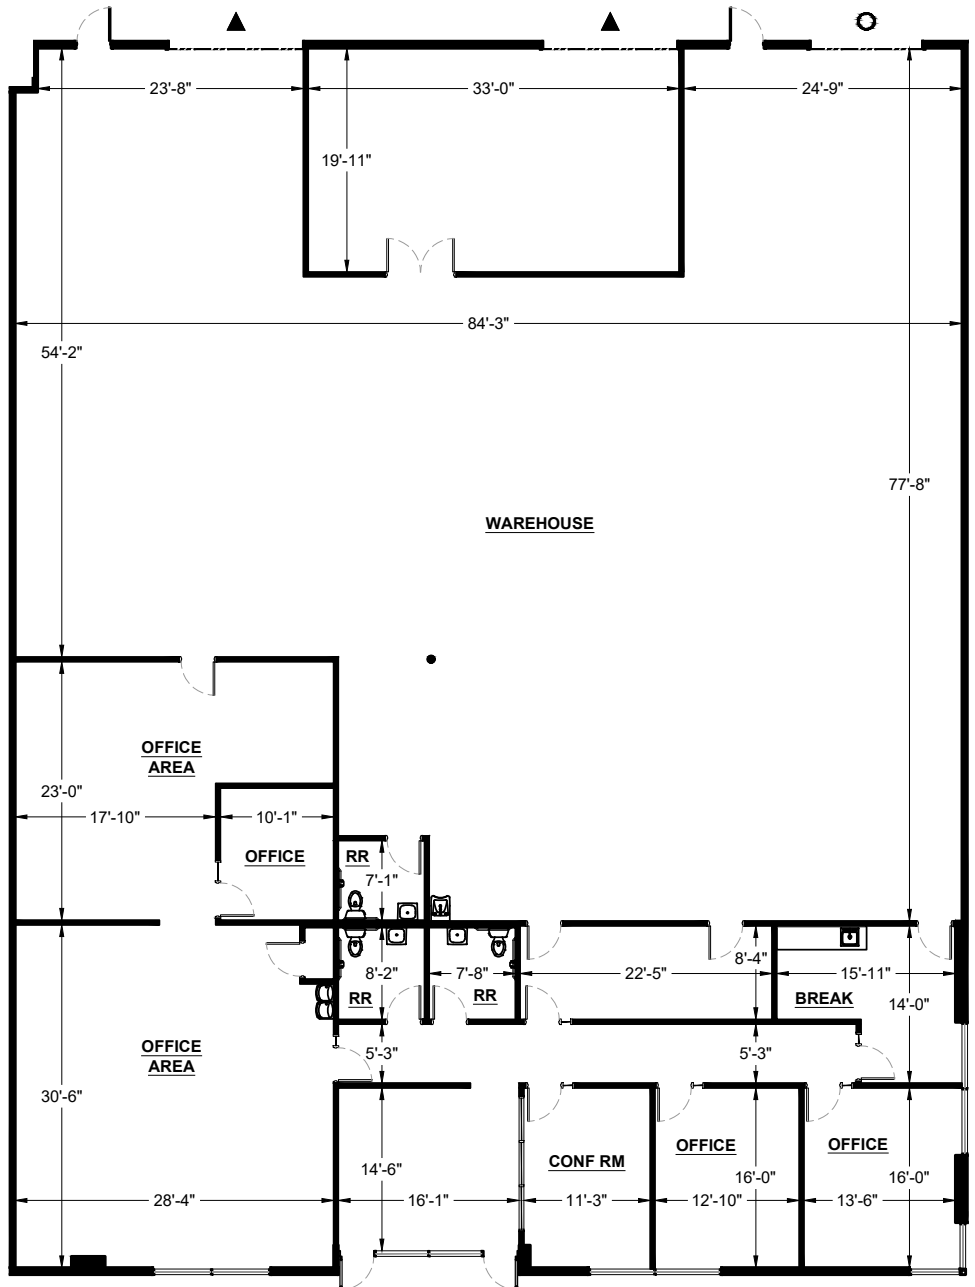 23'-8"
33'-0"
24'-9"
19'-11"
84'-3"
54'-2"
77'-8"
WAREHOUSE
OFFICE
AREA
23'-0"
17'-10"
10'-1"
OFFICE
RR
7'-1"
8'-2"
7'-8"
22'-5"
8'-4"
15'-11"
RR
RR
BREAK
14'-0"
OFFICE
AREA
5'-3"
5'-3"
30'-6"
14'-6"
CONF RM
OFFICE
OFFICE
16'-0"
16'-0"
28'-4"
16'-1"
11'-3"
12'-10"
13'-6"